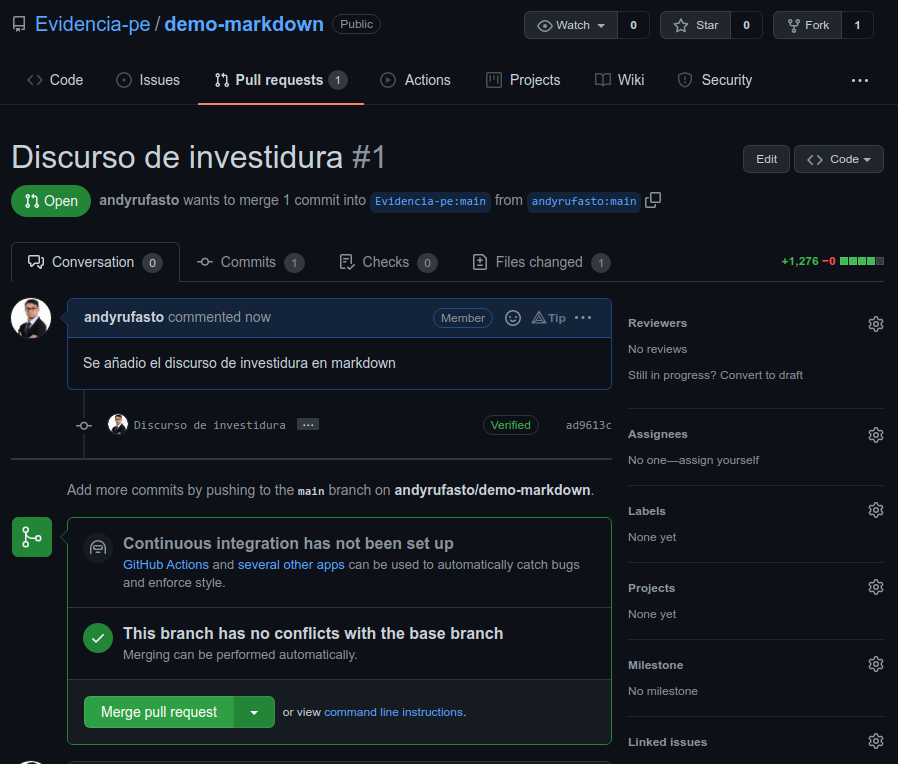 Evidencia-pe / demo-markdown Public Watch 0 Star 0 Fork 1
Code Issues Pull requests 1 Actions Projects Wiki Security ...
Discurso de investidura #1 Edit Code
Open andyrufasto wants to merge 1 commit into Evidencia-pe:main from andyrufasto:main
Conversation 0 Commits 1 Checks 0 Files changed 1 +1,276 −0
andyrufasto commented now Member Tip ...
Se añadio el discurso de investidura en markdown
Discurso de investidura ... Verified ad9613c
Add more commits by pushing to the main branch on andyrufasto/demo-markdown.
Continuous integration has not been set up
GitHub Actions and several other apps can be used to automatically catch bugs
and enforce style.
This branch has no conflicts with the base branch
Merging can be performed automatically.
Merge pull request or view command line instructions.
Reviewers
No reviews
Still in progress? Convert to draft
Assignees
No one—assign yourself
Labels
None yet
Projects
None yet
Milestone
No milestone
Linked issues